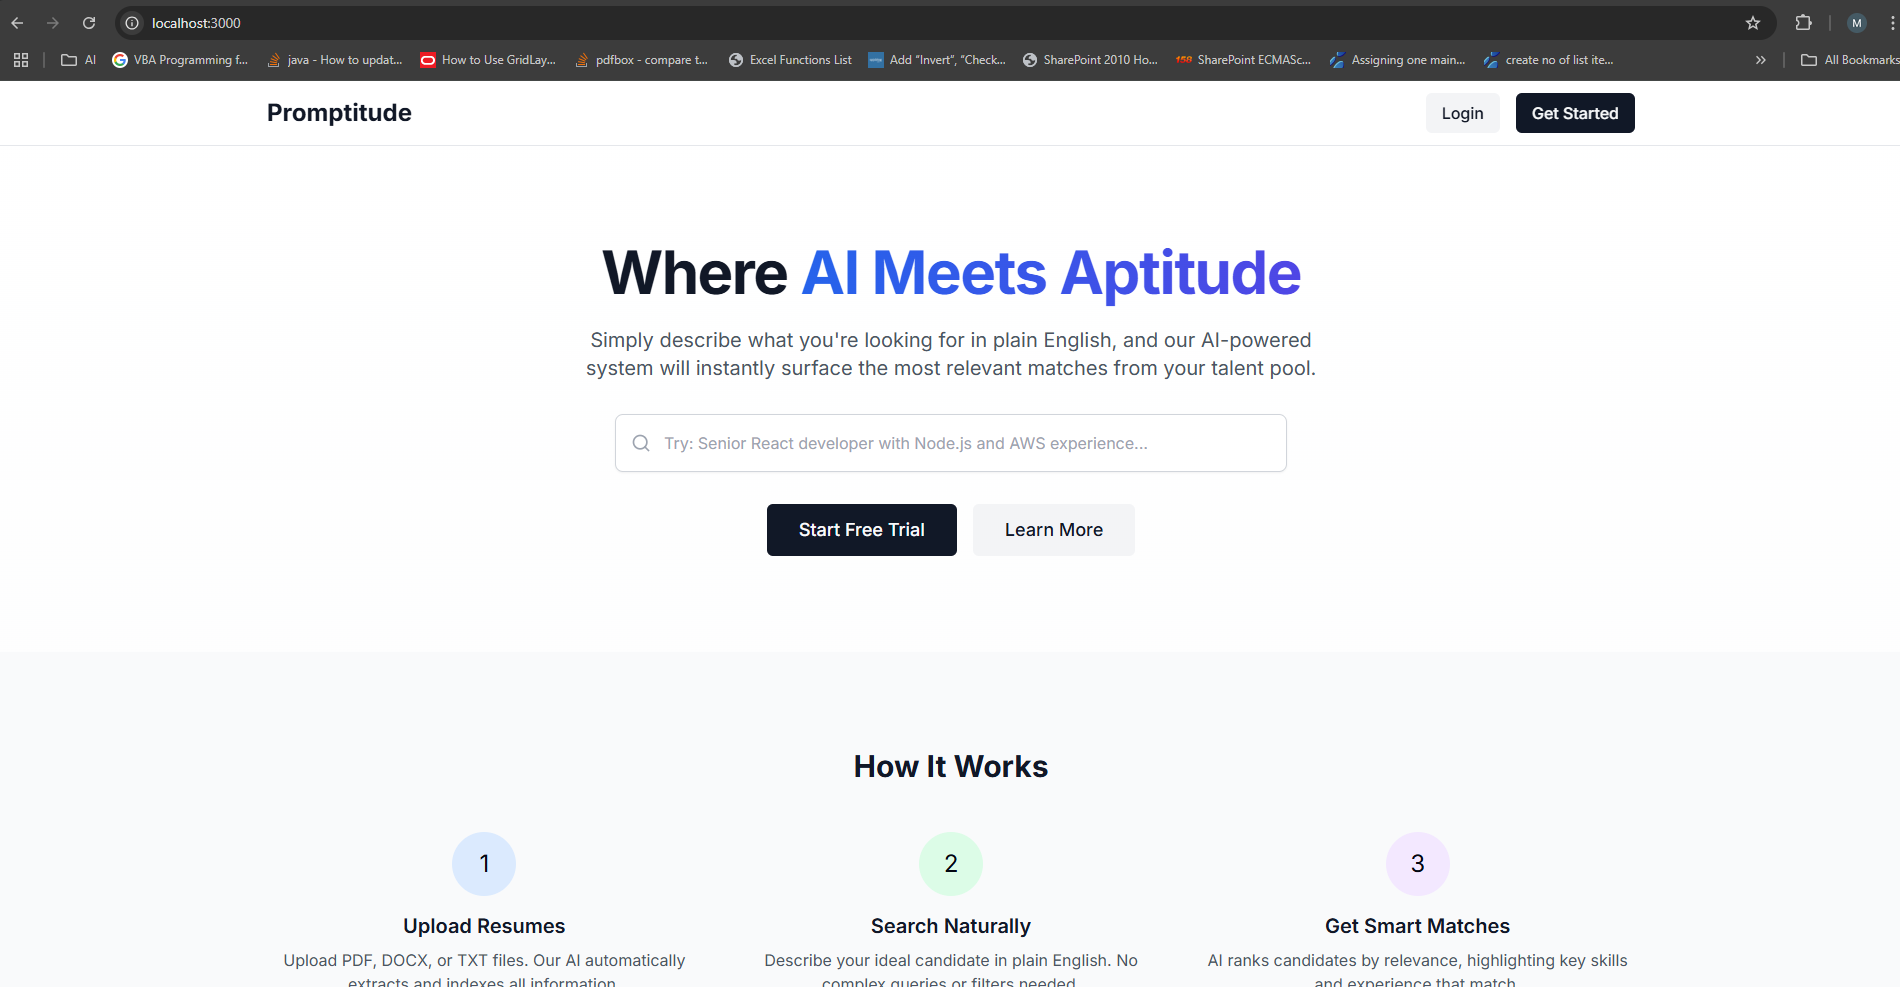 localhost:3000
AI
VBA Programming f...
java - How to updat...
How to Use GridLay...
pdfbox - compare t...
Excel Functions List
Add “Invert”, “Check...
SharePoint 2010 Ho...
158
SharePoint ECMASc...
Assigning one main...
create no of list ite...
All Bookmarks
M
Promptitude
Login
Get Started
Where AI Meets Aptitude
Simply describe what you're looking for in plain English, and our AI-powered
system will instantly surface the most relevant matches from your talent pool.
Try: Senior React developer with Node.js and AWS experience...
Start Free Trial
Learn More
How It Works
1
Upload Resumes
Upload PDF, DOCX, or TXT files. Our AI automatically
extracts and indexes all information
2
Search Naturally
Describe your ideal candidate in plain English. No
complex queries or filters needed
3
Get Smart Matches
AI ranks candidates by relevance, highlighting key skills
and experience that match